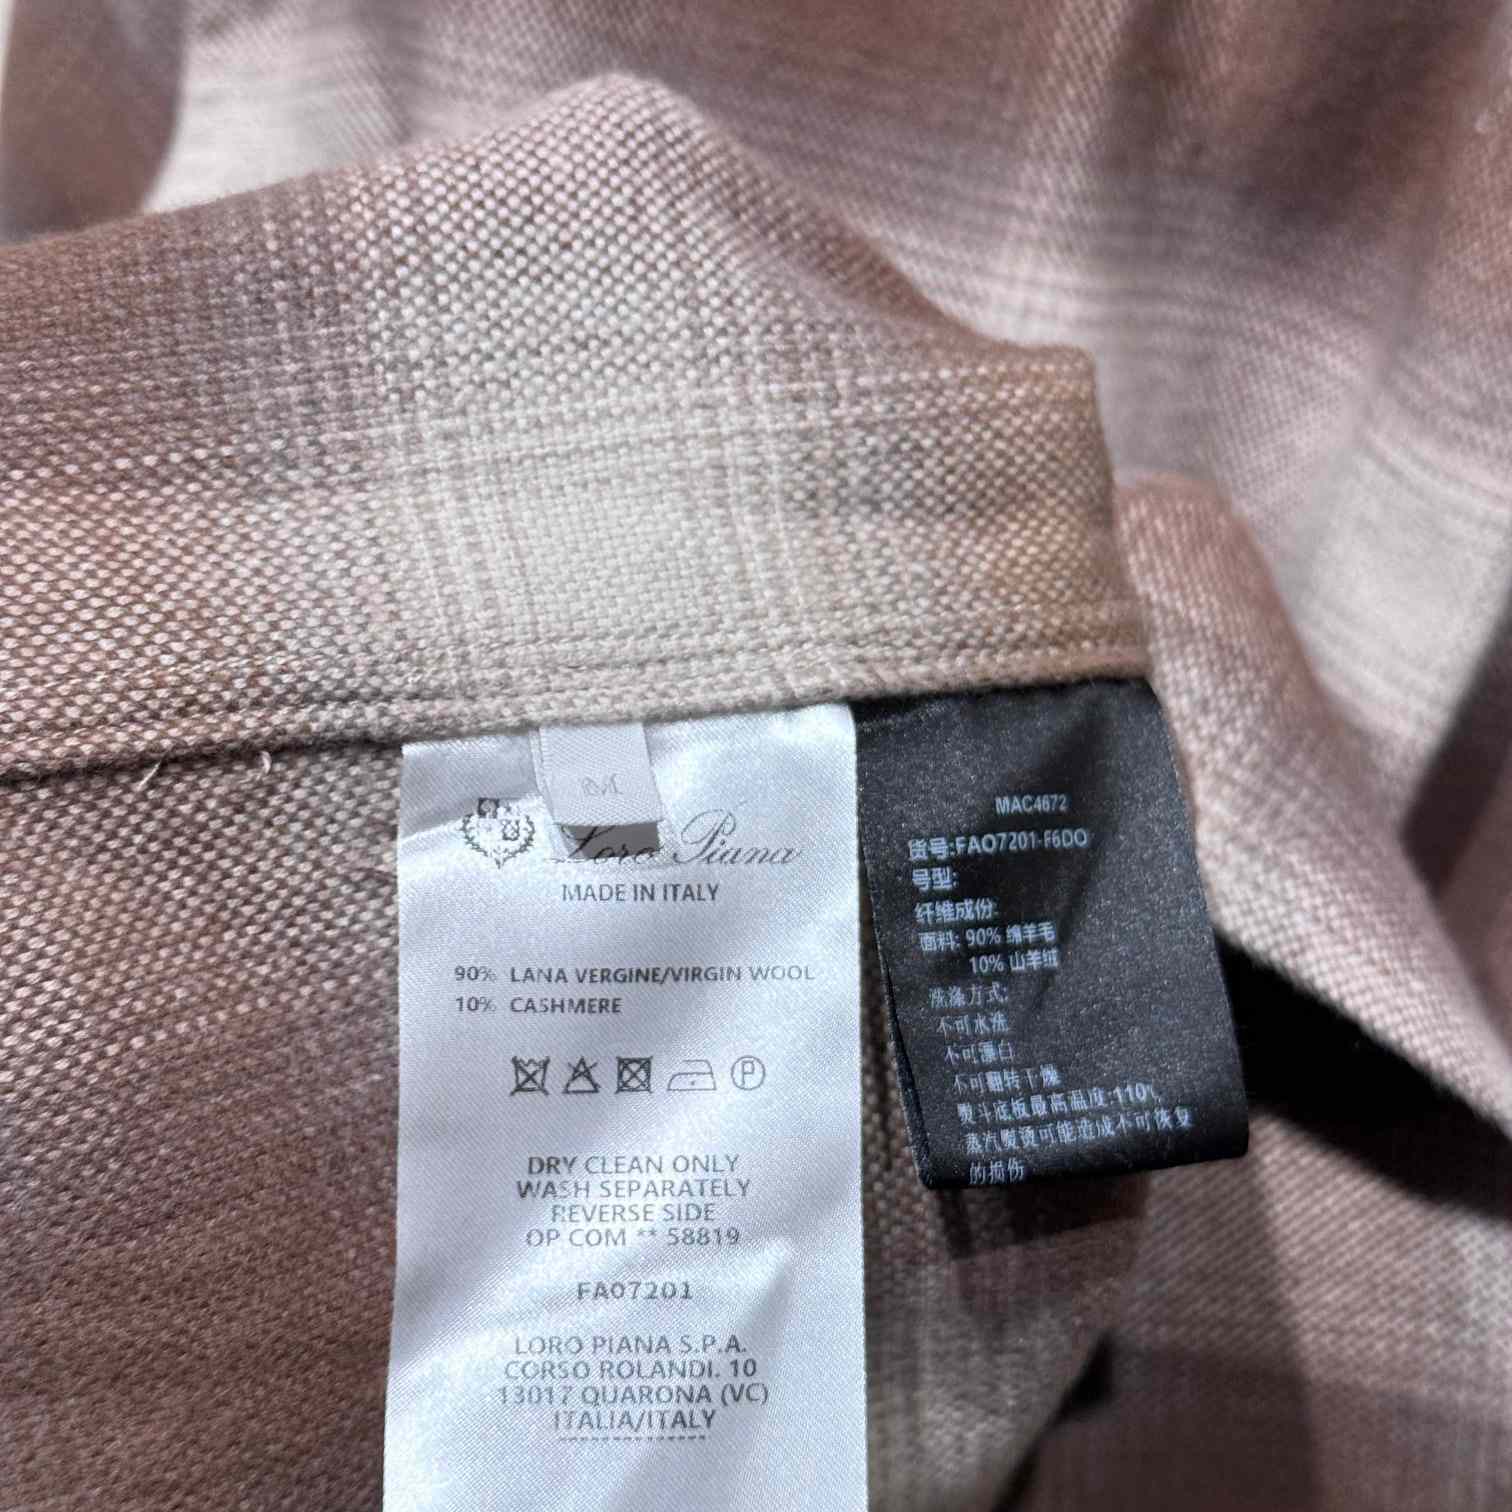 Loro Piana
MADE IN ITALY
90% LANA VERGINE/VIRGIN WOOL
10% CASHMERE
P
DRY CLEAN ONLY
WASH SEPARATELY
REVERSE SIDE
OP COM ** 58819
FA07201
LORO PIANA S.P.A.
CORSO ROLANDI. 10
13017 QUARONA (VC)
ITALIA/ITALY
MAC4672
货号:FAO7201-F6DO
号型:
纤维成份:
面料: 90% 绵羊毛
10% 山羊绒
洗涤方式:
不可水洗
不可漂白
不可翻转干燥
熨斗底板最高温度:110℃
蒸汽熨烫可能造成不可恢复
的损伤